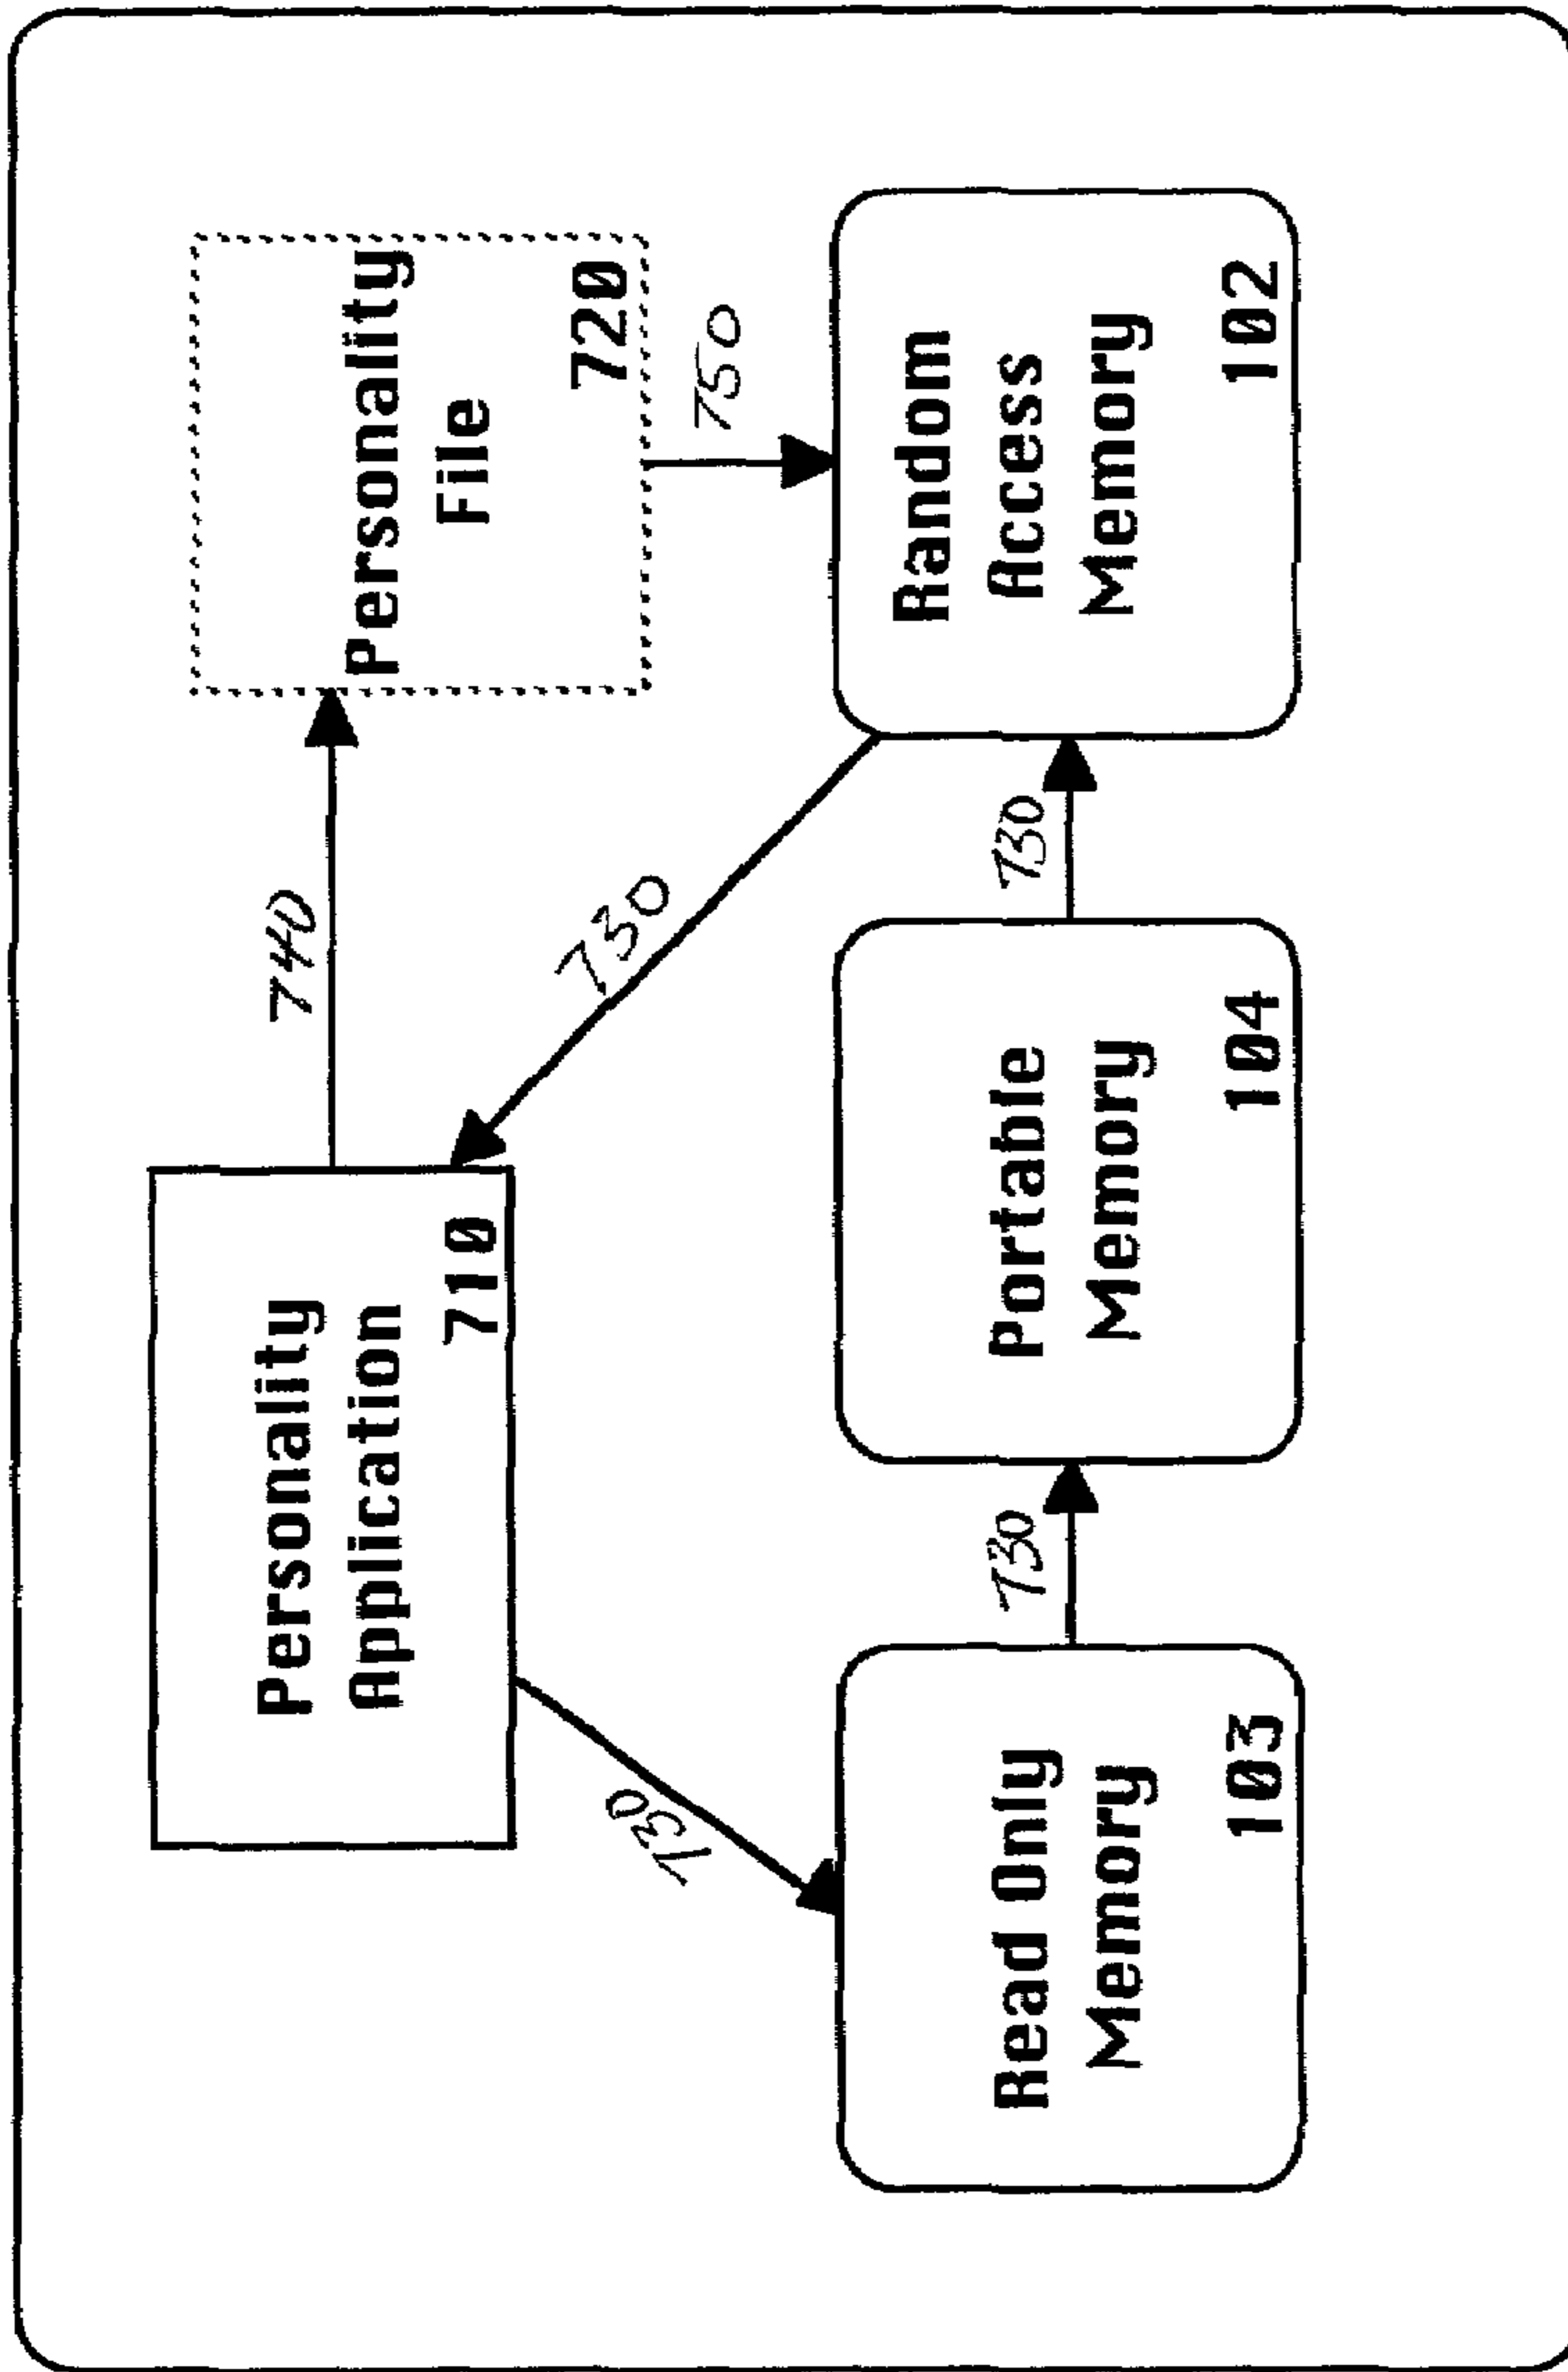 Personality
Application
710
740
Personality
File
720
730
730
750
Read Only
Memory
103
730
Portable
Memory
104
730
Random
Access
Memory
102